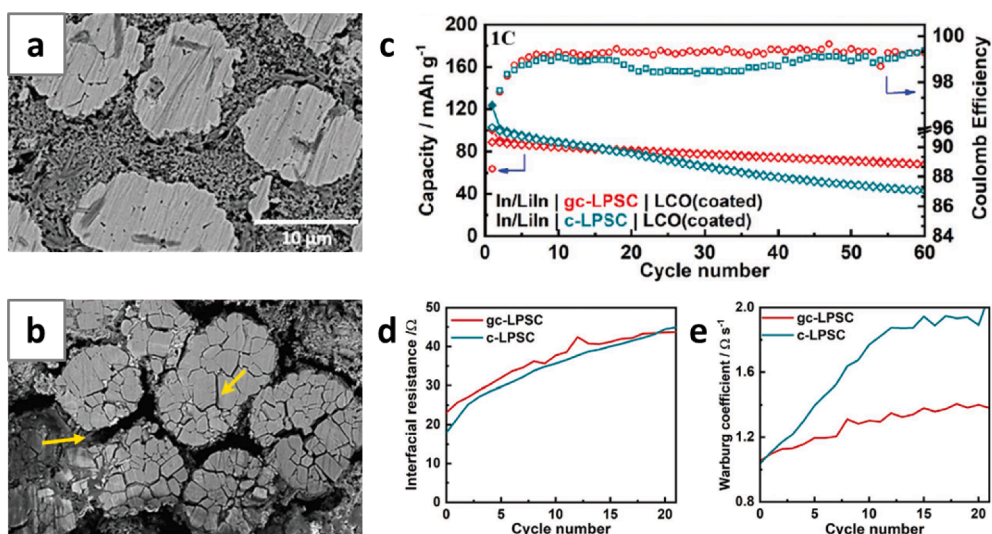 a
10 μm
b
c
1C
Capacity / mAh g⁻¹
200
160
120
80
40
0
100
98
96
90
88
86
84
Coulomb Efficiency
In/LiIn | gc-LPSC | LCO(coated)
In/LiIn | c-LPSC | LCO(coated)
0 10 20 30 40 50 60
Cycle number
d
Interfacial resistance /Ω
50
40
30
20
10
0
gc-LPSC
c-LPSC
0 5 10 15 20
Cycle number
e
Warburg coefficient / Ω s⁻¹
2.0
1.6
1.2
0.8
gc-LPSC
c-LPSC
0 5 10 15 20
Cycle number